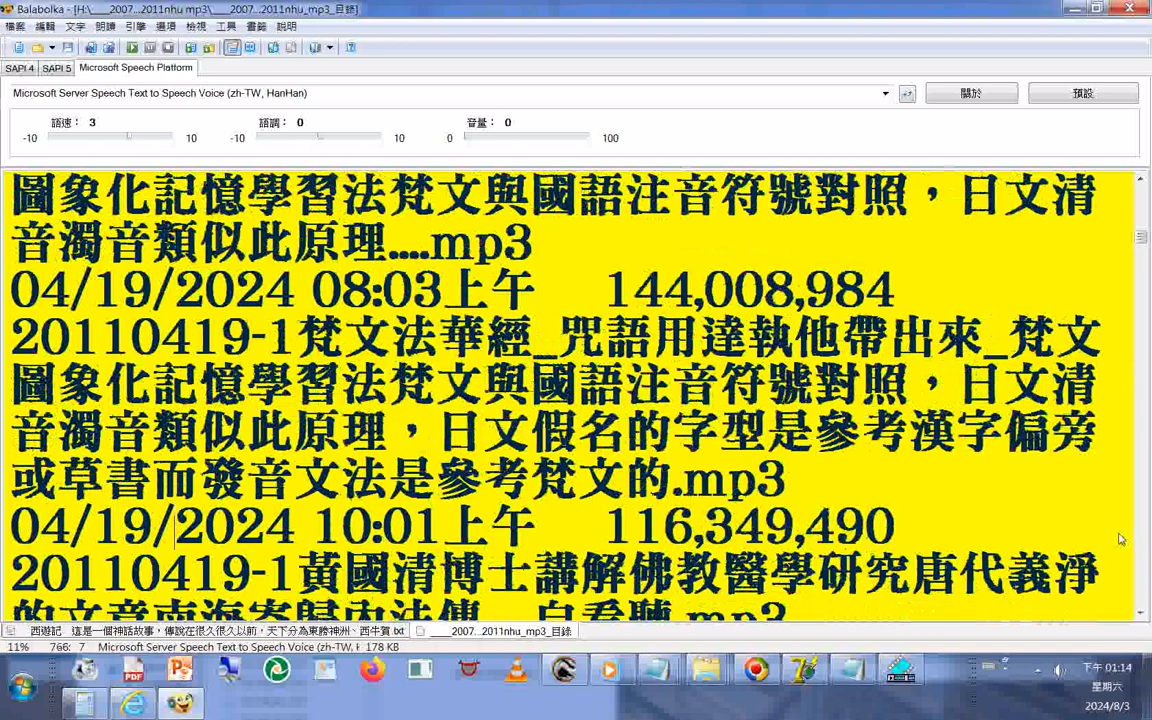 Balabolka - [H:\____2007...2011nhu mp3\____2007...2011nhu_mp3_目錄]
檔案 編輯 文字 朗讀 引擎 選項 檢視 工具 書籤 說明
SAPI 4 SAPI 5 Microsoft Speech Platform
Microsoft Server Speech Text to Speech Voice (zh-TW, HanHan) 關於 預設
語速： 3 語調： 0 音量： 0
-10 10 -10 10 0 100
圖象化記憶學習法梵文與國語注音符號對照，日文清
音濁音類似此原理....mp3
04/19/2024 08:03上午 144,008,984
20110419-1梵文法華經_咒語用達執他帶出來_梵文
圖象化記憶學習法梵文與國語注音符號對照，日文清
音濁音類似此原理，日文假名的字型是參考漢字偏旁
或草書而發音文法是參考梵文的.mp3
04/19/2024 10:01上午 116,349,490
20110419-1黃國清博士講解佛教醫學研究唐代義淨
西遊記 這是一個神話故事，傳說在很久很久以前，天下分為東勝神洲、西牛賀.txt ____2007...2011nhu_mp3_目錄
11% 766: 7 Microsoft Server Speech Text to Speech Voice (zh-TW, 178 KB
下午 01:14
星期六
2024/8/3